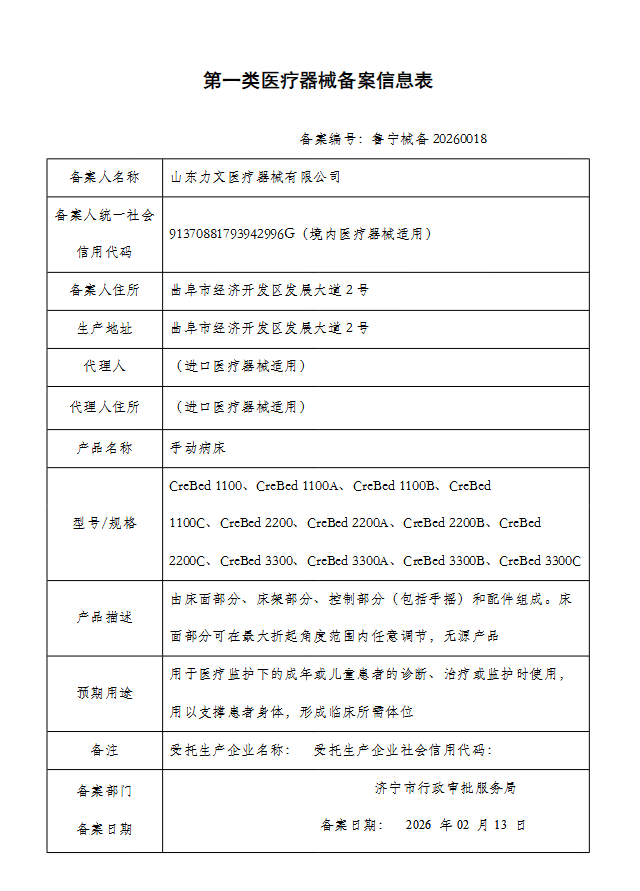 第一类医疗器械备案信息表
备案编号：鲁宁械备20260018
备案人名称
山东力文医疗器械有限公司
备案人统一社会
信用代码
91370881793942996G（境内医疗器械适用）
备案人住所
曲阜市经济开发区发展大道2号
生产地址
曲阜市经济开发区发展大道2号
代理人
（进口医疗器械适用）
代理人住所
（进口医疗器械适用）
产品名称
手动病床
型号/规格
CreBed 1100、CreBed 1100A、CreBed 1100B、CreBed
1100C、CreBed 2200、CreBed 2200A、CreBed 2200B、CreBed
2200C、CreBed 3300、CreBed 3300A、CreBed 3300B、CreBed 3300C
产品描述
由床面部分、床架部分、控制部分（包括手摇）和配件组成。床
面部分可在最大折起角度范围内任意调节，无源产品
预期用途
用于医疗监护下的成年或儿童患者的诊断、治疗或监护时使用，
用以支撑患者身体，形成临床所需体位
备注
受托生产企业名称： 受托生产企业社会信用代码：
备案部门
备案日期
济宁市行政审批服务局
备案日期： 2026 年 02 月 13 日